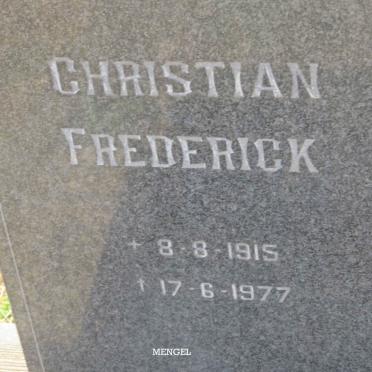 CHRISTIAN
FREDERICK
* 8-8-1915
† 17-6-1977
MENGEL